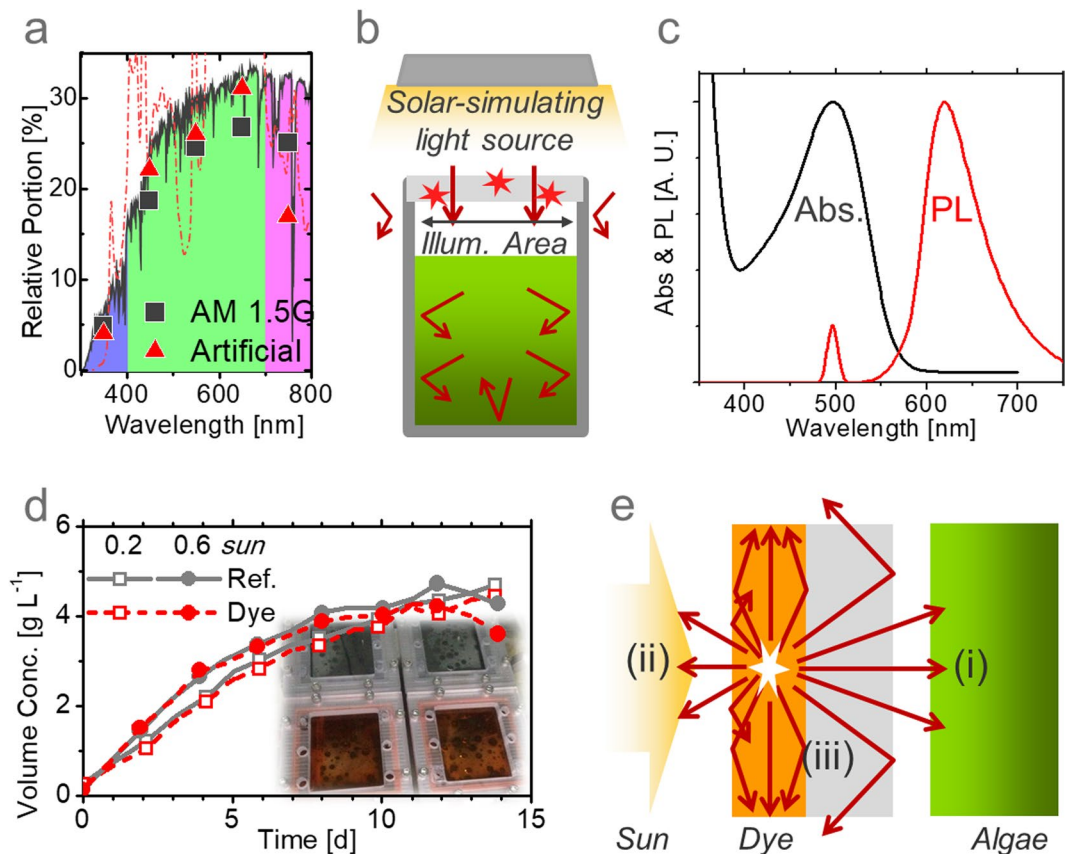 a
Relative Portion [%]
30
20
10
0
AM 1.5G
Artificial
400 500 600 700 800
Wavelength [nm]
b
Solar-simulating
light source
Illum. Area
c
Abs & PL [A. U.]
Abs.
PL
400 500 600 700
Wavelength [nm]
d
Volume Conc. [g L-1]
6
4
2
0
0.2 0.6 sun
Ref.
Dye
0 5 10 15
Time [d]
e
(ii)
(i)
(iii)
Sun
Dye
Algae